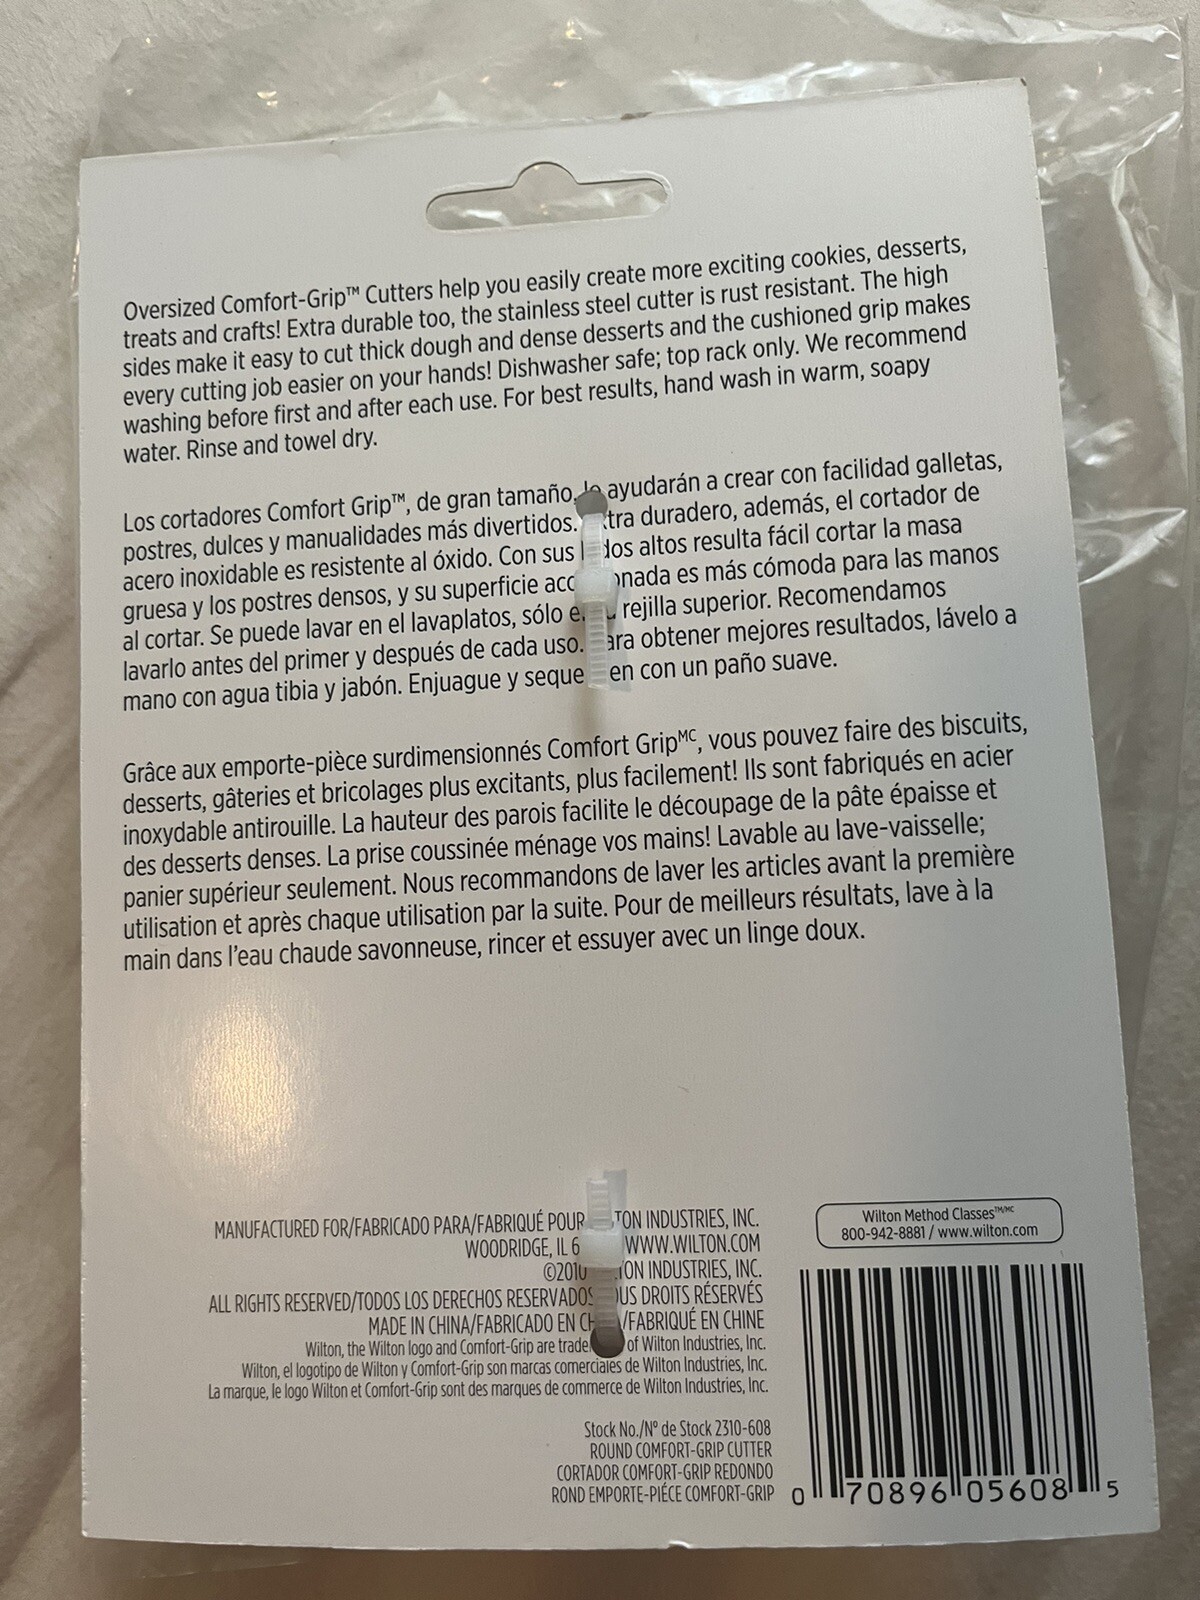 Oversized Comfort-Grip™ Cutters help you easily create more exciting cookies, desserts,
treats and crafts! Extra durable too, the stainless steel cutter is rust resistant. The high
sides make it easy to cut thick dough and dense desserts and the cushioned grip makes
every cutting job easier on your hands! Dishwasher safe; top rack only. We recommend
washing before first and after each use. For best results, hand wash in warm, soapy
water. Rinse and towel dry.
Los cortadores Comfort Grip™, de gran tamaño, le ayudarán a crear con facilidad galletas,
postres, dulces y manualidades más divertidos. duradero, además, el cortador de
acero inoxidable es resistente al óxido. Con sus altos resulta fácil cortar la masa
gruesa y los postres densos, y su superficie es más cómoda para las manos
al cortar. Se puede lavar en el lavaplatos, sólo rejilla superior. Recomendamos
lavarlo antes del primer y después de cada uso. obtener mejores resultados, lávelo a
mano con agua tibia y jabón. Enjuague y seque con un paño suave.
Grâce aux emporte-pièce surdimensionnés Comfort Grip MC, vous pouvez faire des biscuits,
desserts, gâteries et bricolages plus excitants, plus facilement! Ils sont fabriqués en acier
inoxydable antirouille. La hauteur des parois facilite le découpage de la pâte épaisse et
des desserts denses. La prise coussinée ménage vos mains! Lavable au lave-vaisselle;
panier supérieur seulement. Nous recommandons de laver les articles avant la première
utilisation et après chaque utilisation par la suite. Pour de meilleurs résultats, lave à la
main dans l'eau chaude savonneuse, rincer et essuyer avec un linge doux.
MANUFACTURED FOR/FABRICADO PARA/FABRIQUÉ POUR INDUSTRIES, INC.
WOODRIDGE, IL WWW.WILTON.COM
©2010 INDUSTRIES, INC.
ALL RIGHTS RESERVED/TODOS LOS DERECHOS RESERVADOS DROITS RÉSERVÉS
MADE IN CHINA/FABRICADO EN /FABRIQUÉ EN CHINE
Wilton, the Wilton logo and Comfort-Grip are of Wilton Industries, Inc.
Wilton, el logotipo de Wilton y Comfort-Grip son marcas comerciales de Wilton Industries, Inc.
La marque, le logo Wilton et Comfort-Grip sont des marques de commerce de Wilton Industries, Inc.
Stock No./Nº de Stock 2310-608
ROUND COMFORT-GRIP CUTTER
CORTADOR COMFORT-GRIP REDONDO
ROND EMPORTE-PIÉCE COMFORT-GRIP
Wilton Method Classes™/MC
800-942-8881 / www.wilton.com
0 70896 05608 5